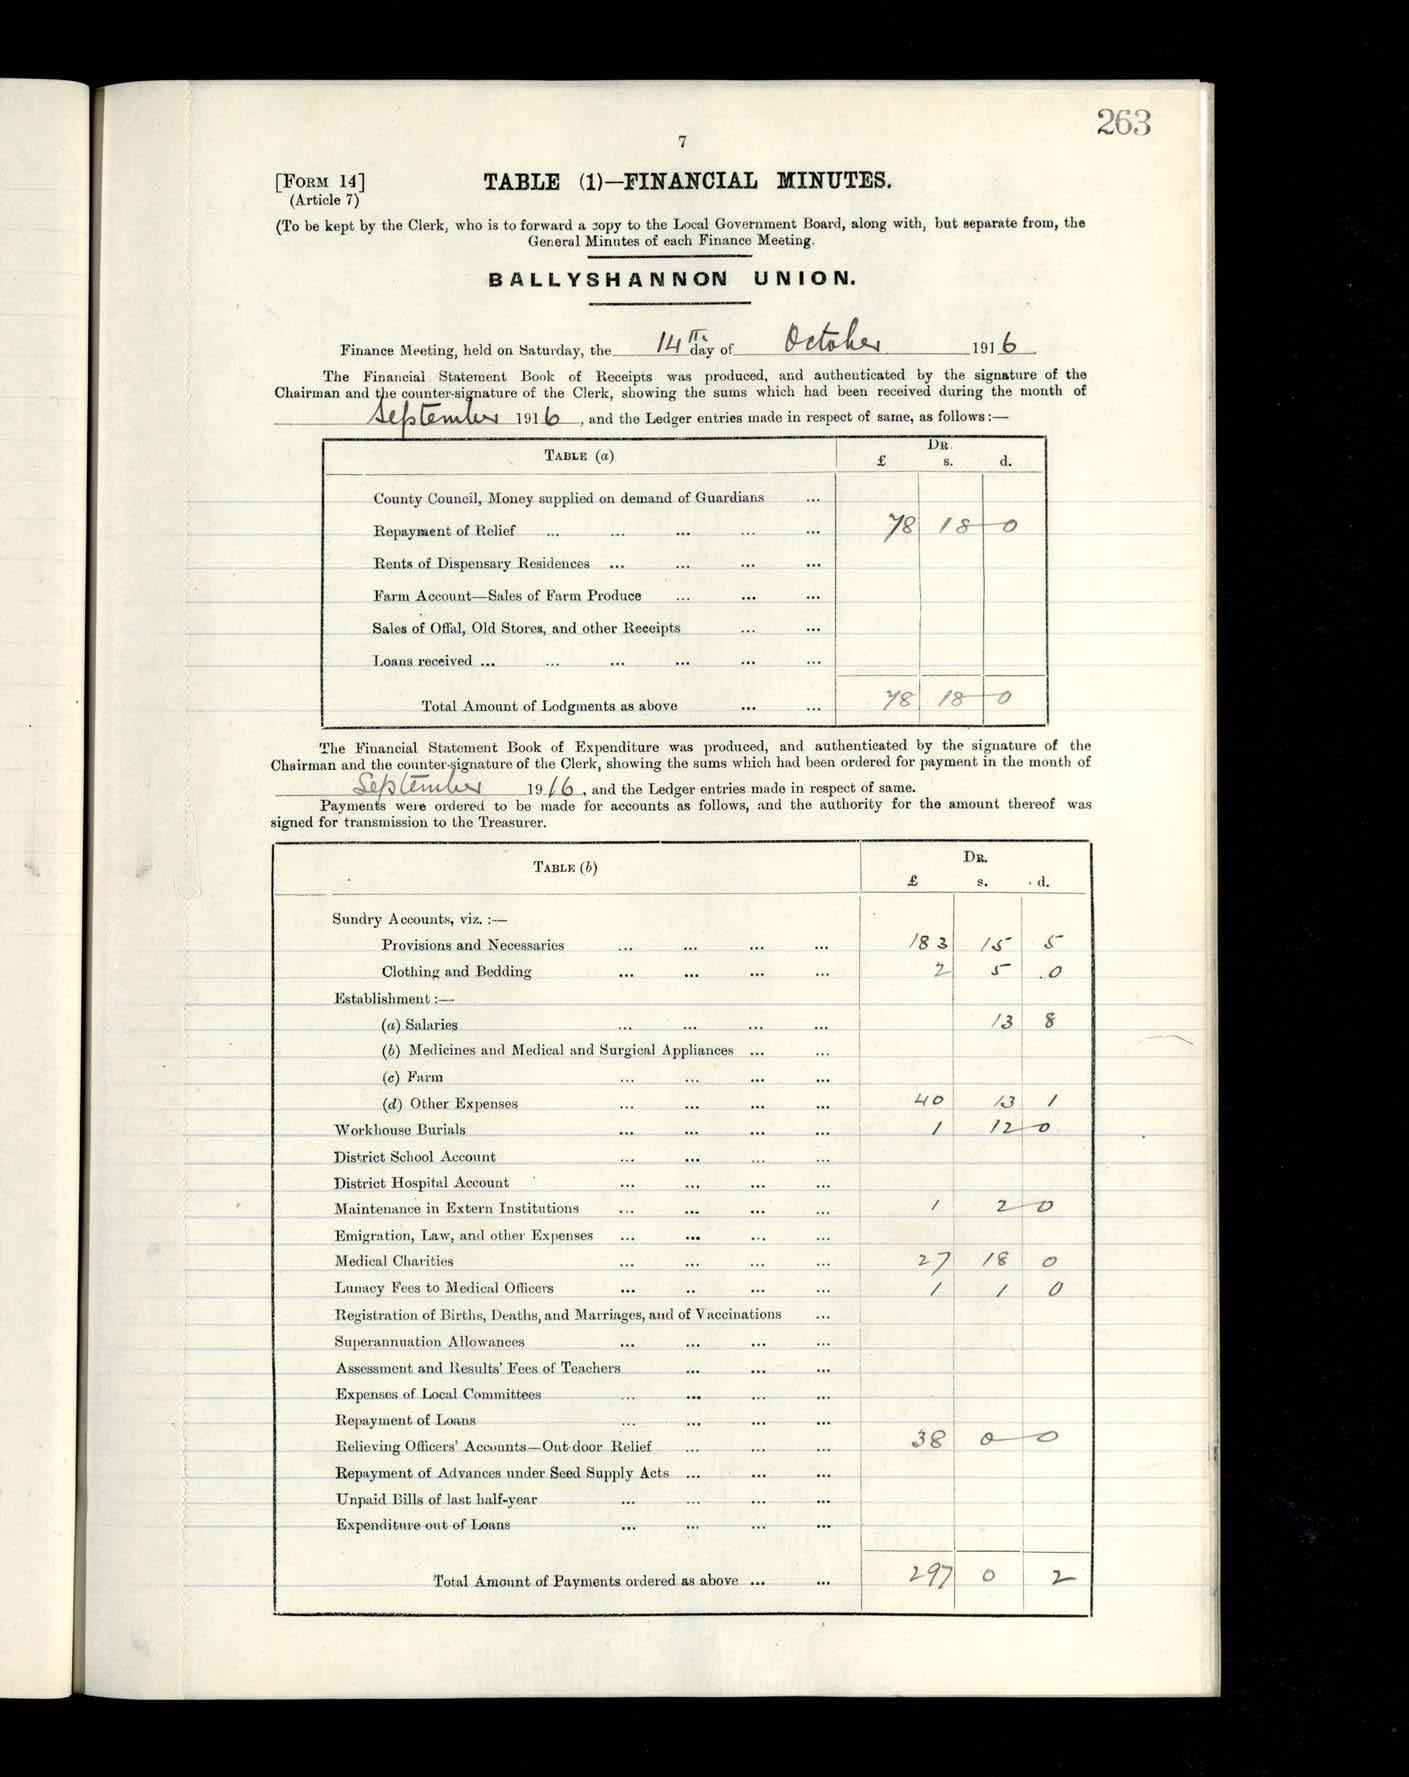 263
7
[FORM 14] TABLE (1)—FINANCIAL MINUTES.
(Article 7)
(To be kept by the Clerk, who is to forward a copy to the Local Government Board, along with, but separate from, the
General Minutes of each Finance Meeting.
BALLYSHANNON UNION.
Finance Meeting, held on Saturday, the 14th day of October 1916
The Financial Statement Book of Receipts was produced, and authenticated by the signature of the
Chairman and the counter-signature of the Clerk, showing the sums which had been received during the month of
September 1916, and the Ledger entries made in respect of same, as follows:—
TABLE (a) DR.
£ s. d.
County Council, Money supplied on demand of Guardians ...
Repayment of Relief ... ... ... ... ... 78 18 0
Rents of Dispensary Residences ... ... ... ...
Farm Account—Sales of Farm Produce ... ... ...
Sales of Offal, Old Stores, and other Receipts ... ...
Loans received ... ... ... ... ... ...
Total Amount of Lodgments as above ... ... 78 18 0
The Financial Statement Book of Expenditure was produced, and authenticated by the signature of the
Chairman and the counter-signature of the Clerk, showing the sums which had been ordered for payment in the month of
September 1916, and the Ledger entries made in respect of same.
Payments were ordered to be made for accounts as follows, and the authority for the amount thereof was
signed for transmission to the Treasurer.
TABLE (b) DR.
£ s. d.
Sundry Accounts, viz. :—
Provisions and Necessaries ... ... ... ... 183 15 5
Clothing and Bedding ... ... ... ... 2 5 0
Establishment :—
(a) Salaries ... ... ... ... 13 8
(b) Medicines and Medical and Surgical Appliances ... ...
(c) Farm ... ... ... ...
(d) Other Expenses ... ... ... ... 40 13 1
Workhouse Burials ... ... ... ... 1 12 0
District School Account ... ... ... ...
District Hospital Account ... ... ... ...
Maintenance in Extern Institutions ... ... ... ... 1 2 0
Emigration, Law, and other Expenses ... ... ... ...
Medical Charities ... ... ... ... 27 18 0
Lunacy Fees to Medical Officers ... .. ... ... 1 1 0
Registration of Births, Deaths, and Marriages, and of Vaccinations ...
Superannuation Allowances ... ... ... ...
Assessment and Results' Fees of Teachers ... ... ...
Expenses of Local Committees ... ... ... ...
Repayment of Loans ... ... ... ...
Relieving Officers' Accounts—Out-door Relief ... ... ... 38 0 0
Repayment of Advances under Seed Supply Acts ... ... ...
Unpaid Bills of last half-year ... ... ... ...
Expenditure out of Loans ... ... ... ...
Total Amount of Payments ordered as above ... ... 297 0 2